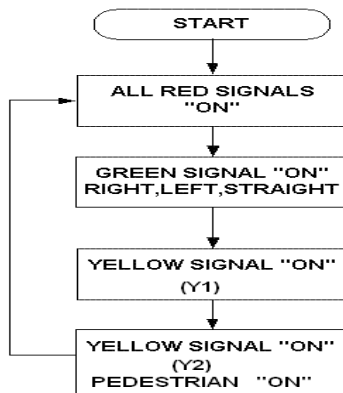 START
ALL RED SIGNALS
"ON"
GREEN SIGNAL "ON"
RIGHT,LEFT,STRAIGHT
YELLOW SIGNAL "ON"
(Y1)
YELLOW SIGNAL "ON"
(Y2)
PEDESTRIAN "ON"